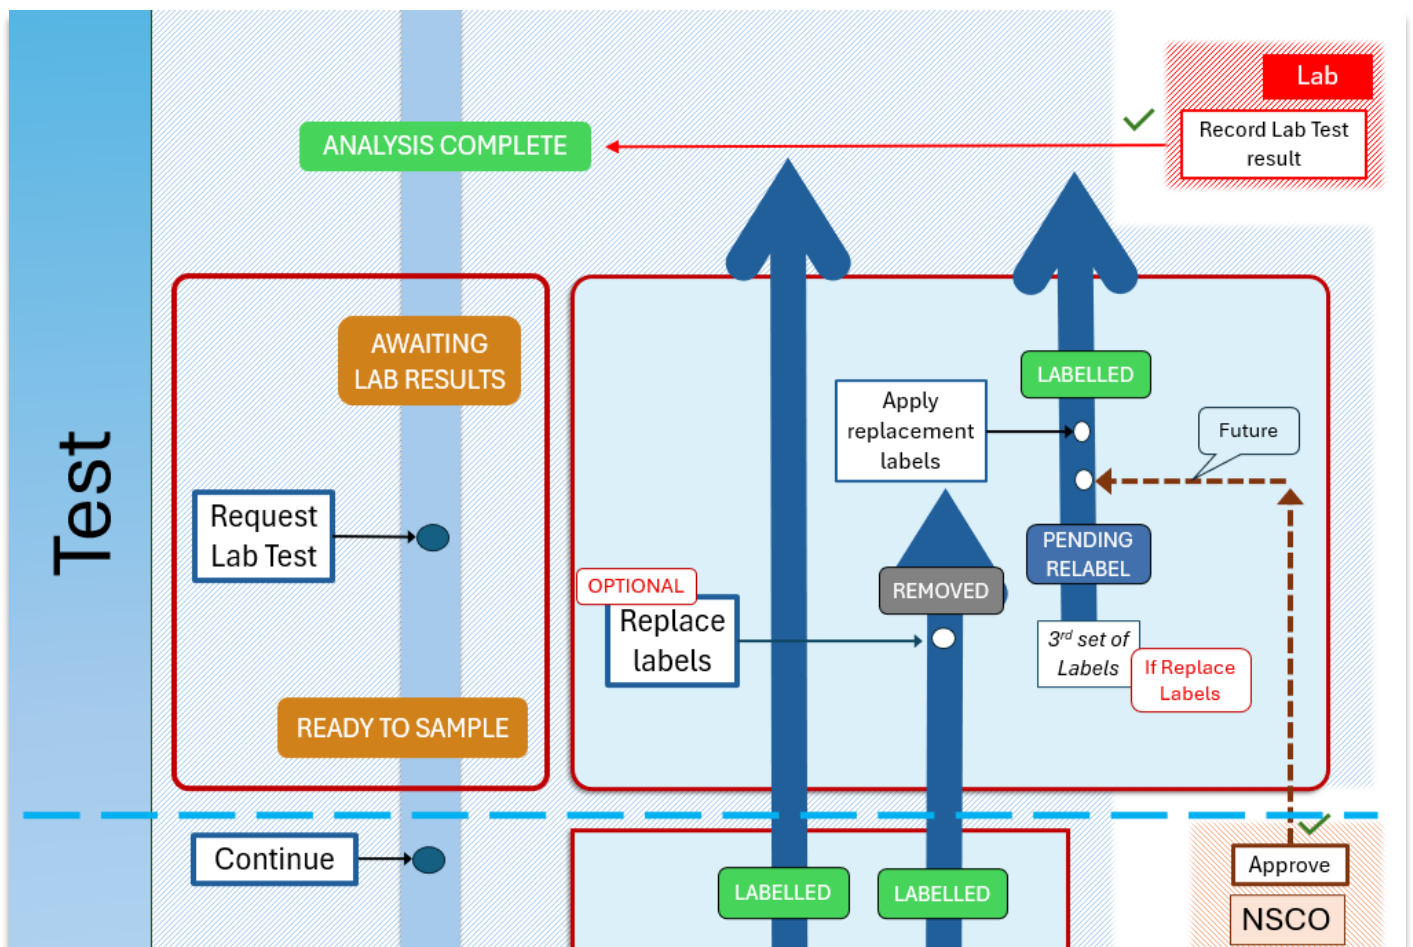 Lab
Record Lab Test
result
ANALYSIS COMPLETE
AWAITING
LAB RESULTS
LABELLED
Apply
replacement
labels
Future
Test
Request
Lab Test
PENDING
RELABEL
OPTIONAL
REMOVED
Replace
labels
3rd set of
Labels
If Replace
Labels
READY TO SAMPLE
Continue
Approve
LABELLED
LABELLED
NSCO